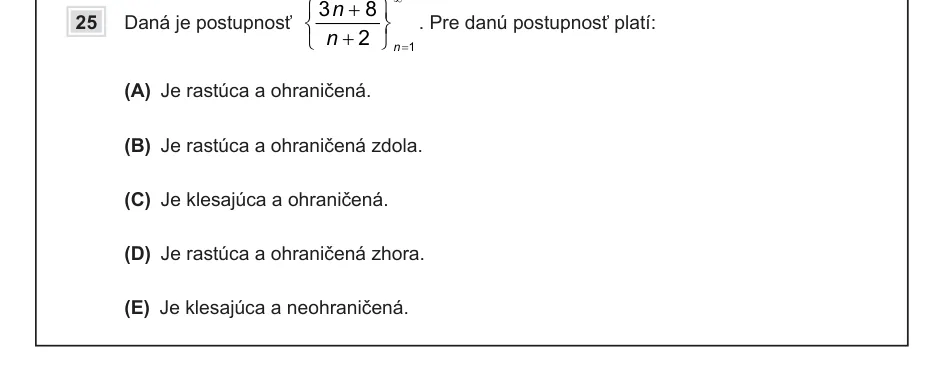 25 Daná je postupnosť {(3n + 8)/(n + 2)}_{n=1}^{∞}. Pre danú postupnosť platí:
(A) Je rastúca a ohraničená.
(B) Je rastúca a ohraničená zdola.
(C) Je klesajúca a ohraničená.
(D) Je rastúca a ohraničená zhora.
(E) Je klesajúca a neohraničená.